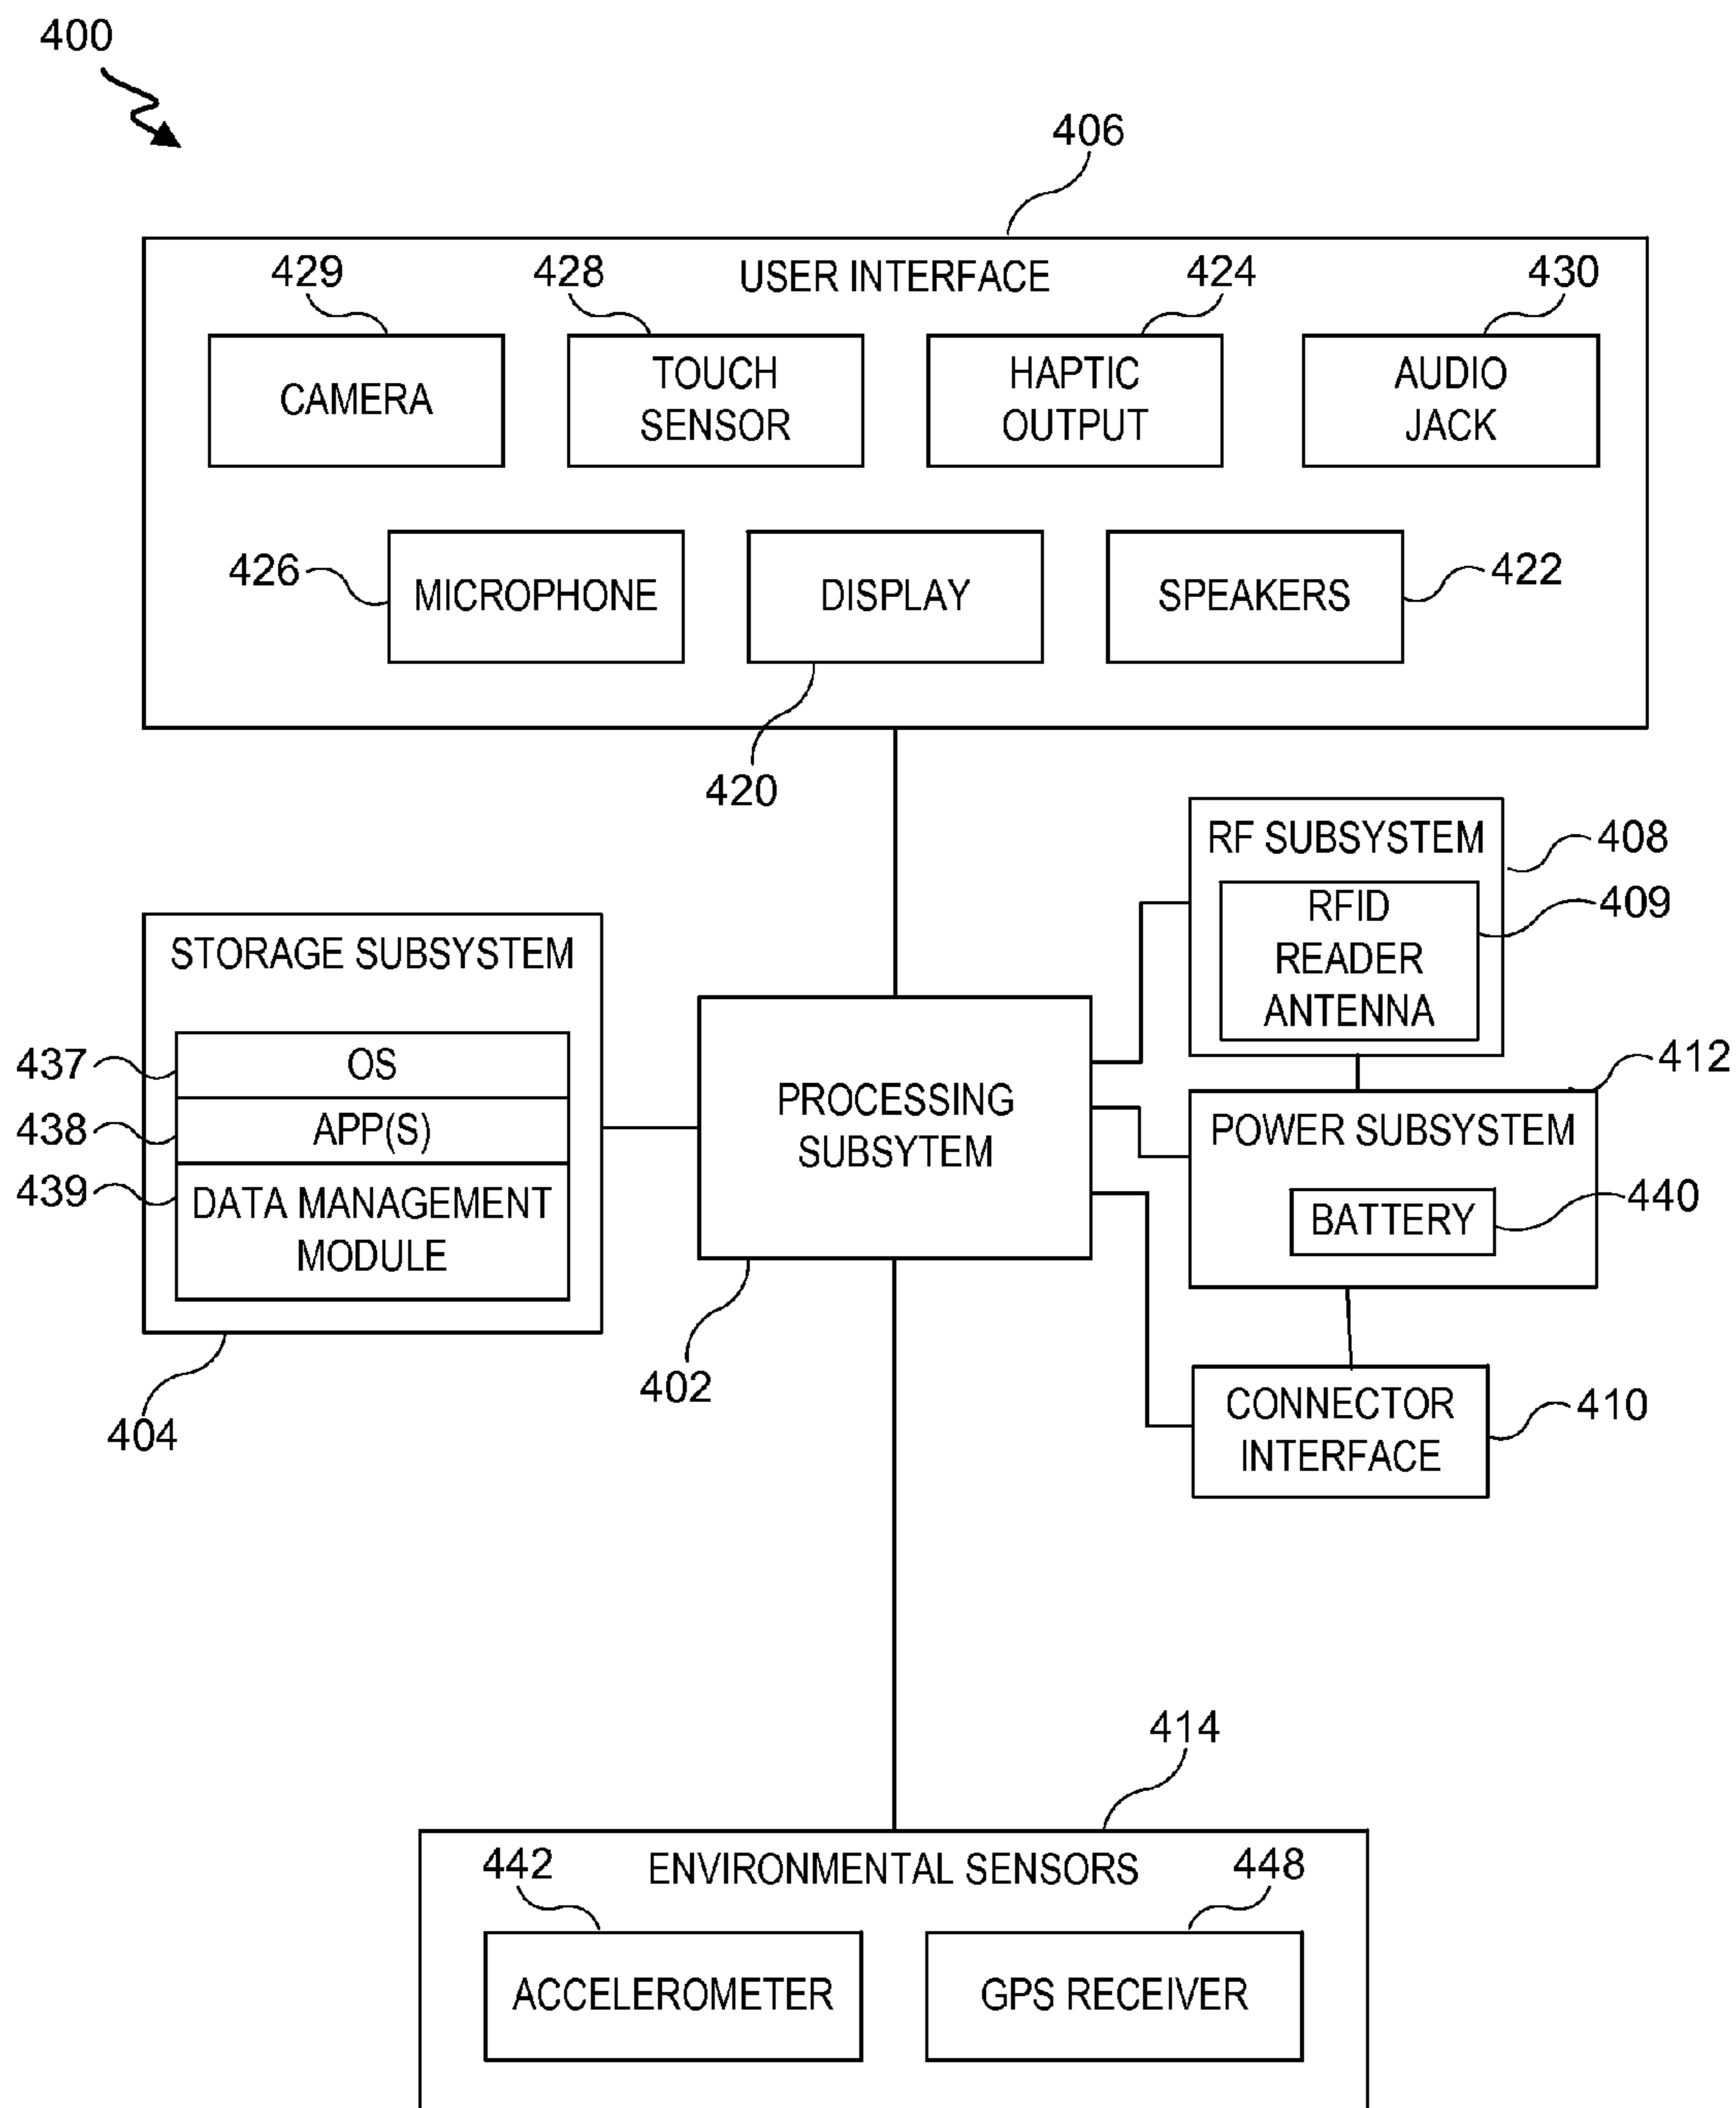 400
406
USER INTERFACE
429
428
424
430
CAMERA
TOUCH
SENSOR
HAPTIC
OUTPUT
AUDIO
JACK
426
MICROPHONE
DISPLAY
SPEAKERS
422
420
RF SUBSYSTEM
408
RFID
READER
ANTENNA
409
STORAGE SUBSYSTEM
437
OS
438
APP(S)
439
DATA MANAGEMENT
MODULE
404
PROCESSING
SUBSYTEM
402
412
POWER SUBSYSTEM
BATTERY
440
CONNECTOR
INTERFACE
410
414
ENVIRONMENTAL SENSORS
442
448
ACCELEROMETER
GPS RECEIVER